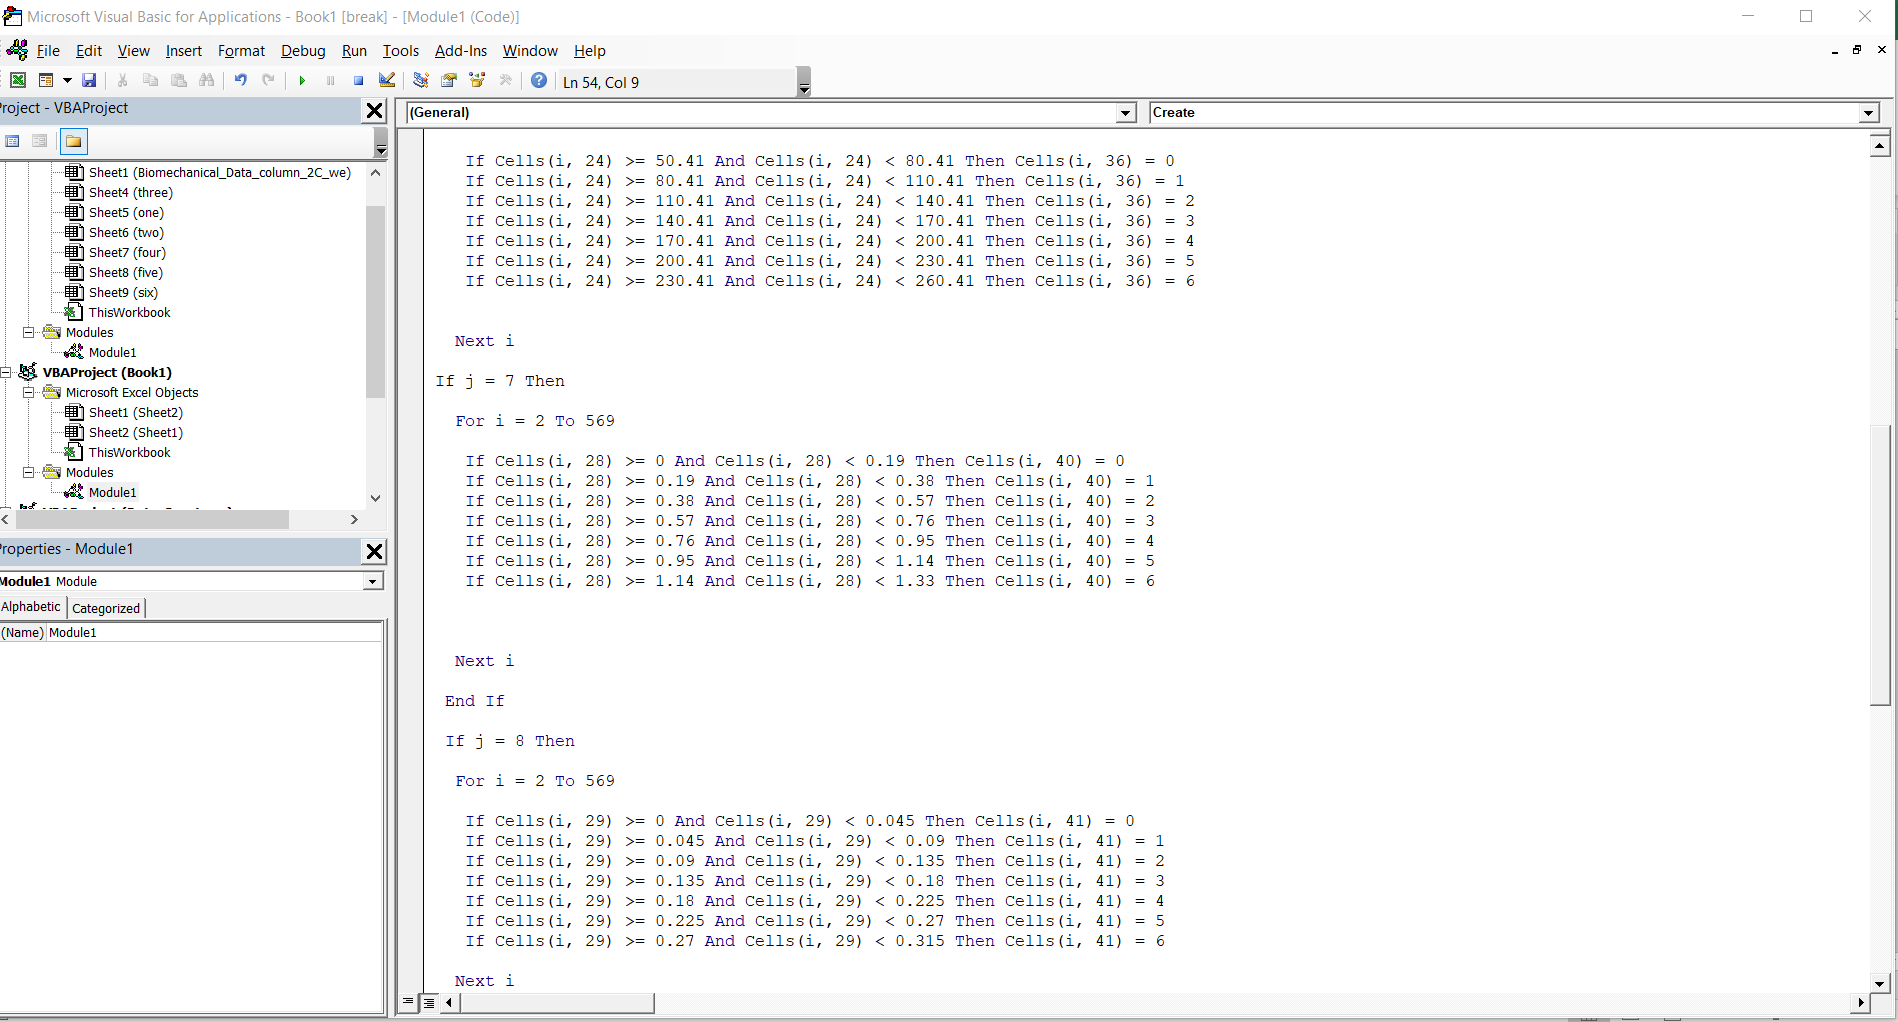 Microsoft Visual Basic for Applications - Book1 [break] - [Module1 (Code)]
File Edit View Insert Format Debug Run Tools Add-Ins Window Help
Ln 54, Col 9
Project - VBAProject
(General)
Create
Sheet1 (Biomechanical_Data_column_2C_we)
Sheet4 (three)
Sheet5 (one)
Sheet6 (two)
Sheet7 (four)
Sheet8 (five)
Sheet9 (six)
ThisWorkbook
Modules
Module1
VBAProject (Book1)
Microsoft Excel Objects
Sheet1 (Sheet2)
Sheet2 (Sheet1)
ThisWorkbook
Modules
Module1
Properties - Module1
Module1 Module
Alphabetic Categorized
(Name) Module1
If Cells(i, 24) >= 50.41 And Cells(i, 24) < 80.41 Then Cells(i, 36) = 0
If Cells(i, 24) >= 80.41 And Cells(i, 24) < 110.41 Then Cells(i, 36) = 1
If Cells(i, 24) >= 110.41 And Cells(i, 24) < 140.41 Then Cells(i, 36) = 2
If Cells(i, 24) >= 140.41 And Cells(i, 24) < 170.41 Then Cells(i, 36) = 3
If Cells(i, 24) >= 170.41 And Cells(i, 24) < 200.41 Then Cells(i, 36) = 4
If Cells(i, 24) >= 200.41 And Cells(i, 24) < 230.41 Then Cells(i, 36) = 5
If Cells(i, 24) >= 230.41 And Cells(i, 24) < 260.41 Then Cells(i, 36) = 6
Next i
If j = 7 Then
For i = 2 To 569
If Cells(i, 28) >= 0 And Cells(i, 28) < 0.19 Then Cells(i, 40) = 0
If Cells(i, 28) >= 0.19 And Cells(i, 28) < 0.38 Then Cells(i, 40) = 1
If Cells(i, 28) >= 0.38 And Cells(i, 28) < 0.57 Then Cells(i, 40) = 2
If Cells(i, 28) >= 0.57 And Cells(i, 28) < 0.76 Then Cells(i, 40) = 3
If Cells(i, 28) >= 0.76 And Cells(i, 28) < 0.95 Then Cells(i, 40) = 4
If Cells(i, 28) >= 0.95 And Cells(i, 28) < 1.14 Then Cells(i, 40) = 5
If Cells(i, 28) >= 1.14 And Cells(i, 28) < 1.33 Then Cells(i, 40) = 6
Next i
End If
If j = 8 Then
For i = 2 To 569
If Cells(i, 29) >= 0 And Cells(i, 29) < 0.045 Then Cells(i, 41) = 0
If Cells(i, 29) >= 0.045 And Cells(i, 29) < 0.09 Then Cells(i, 41) = 1
If Cells(i, 29) >= 0.09 And Cells(i, 29) < 0.135 Then Cells(i, 41) = 2
If Cells(i, 29) >= 0.135 And Cells(i, 29) < 0.18 Then Cells(i, 41) = 3
If Cells(i, 29) >= 0.18 And Cells(i, 29) < 0.225 Then Cells(i, 41) = 4
If Cells(i, 29) >= 0.225 And Cells(i, 29) < 0.27 Then Cells(i, 41) = 5
If Cells(i, 29) >= 0.27 And Cells(i, 29) < 0.315 Then Cells(i, 41) = 6
Next i